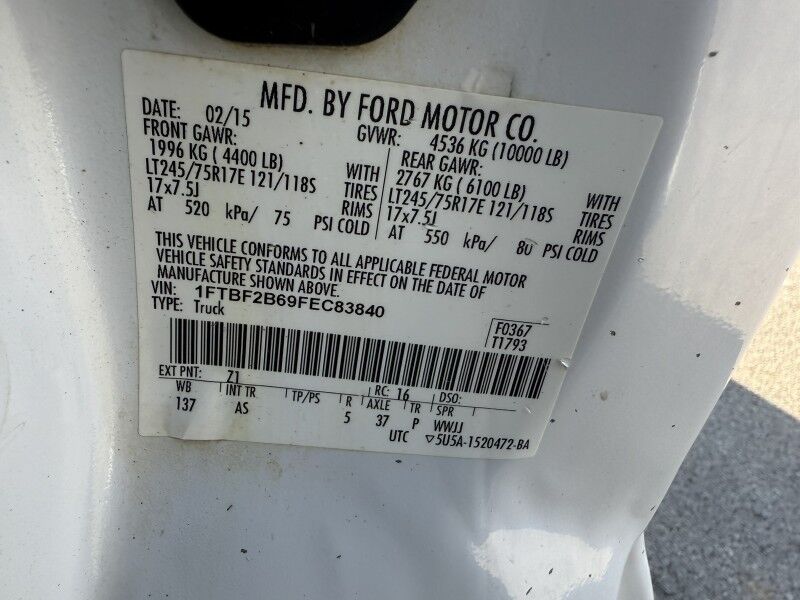 MFD. BY FORD MOTOR CO.
DATE: 02/15
GVWR: 4536 KG (10000 LB)
FRONT GAWR:
1996 KG ( 4400 LB)
WITH
LT245/75R17E 121/118S
TIRES
17x7.5J
RIMS
AT 520 kPa/ 75 PSI COLD
REAR GAWR:
2767 KG ( 6100 LB)
WITH
LT245/75R17E 121/118S
TIRES
17x7.5J
RIMS
AT 550 kPa/ 80 PSI COLD
THIS VEHICLE CONFORMS TO ALL APPLICABLE FEDERAL MOTOR
VEHICLE SAFETY STANDARDS IN EFFECT ON THE DATE OF
MANUFACTURE SHOWN ABOVE.
VIN: 1FTBF2B69FEC83840
TYPE: Truck
F0367
T1793
EXT PNT: Z1 RC: 16 DSO:
WB INT TR TP/PS R AXLE TR SPR
137 AS 5 37 P WWJJ
UTC ▽5U5A-1520472-BA